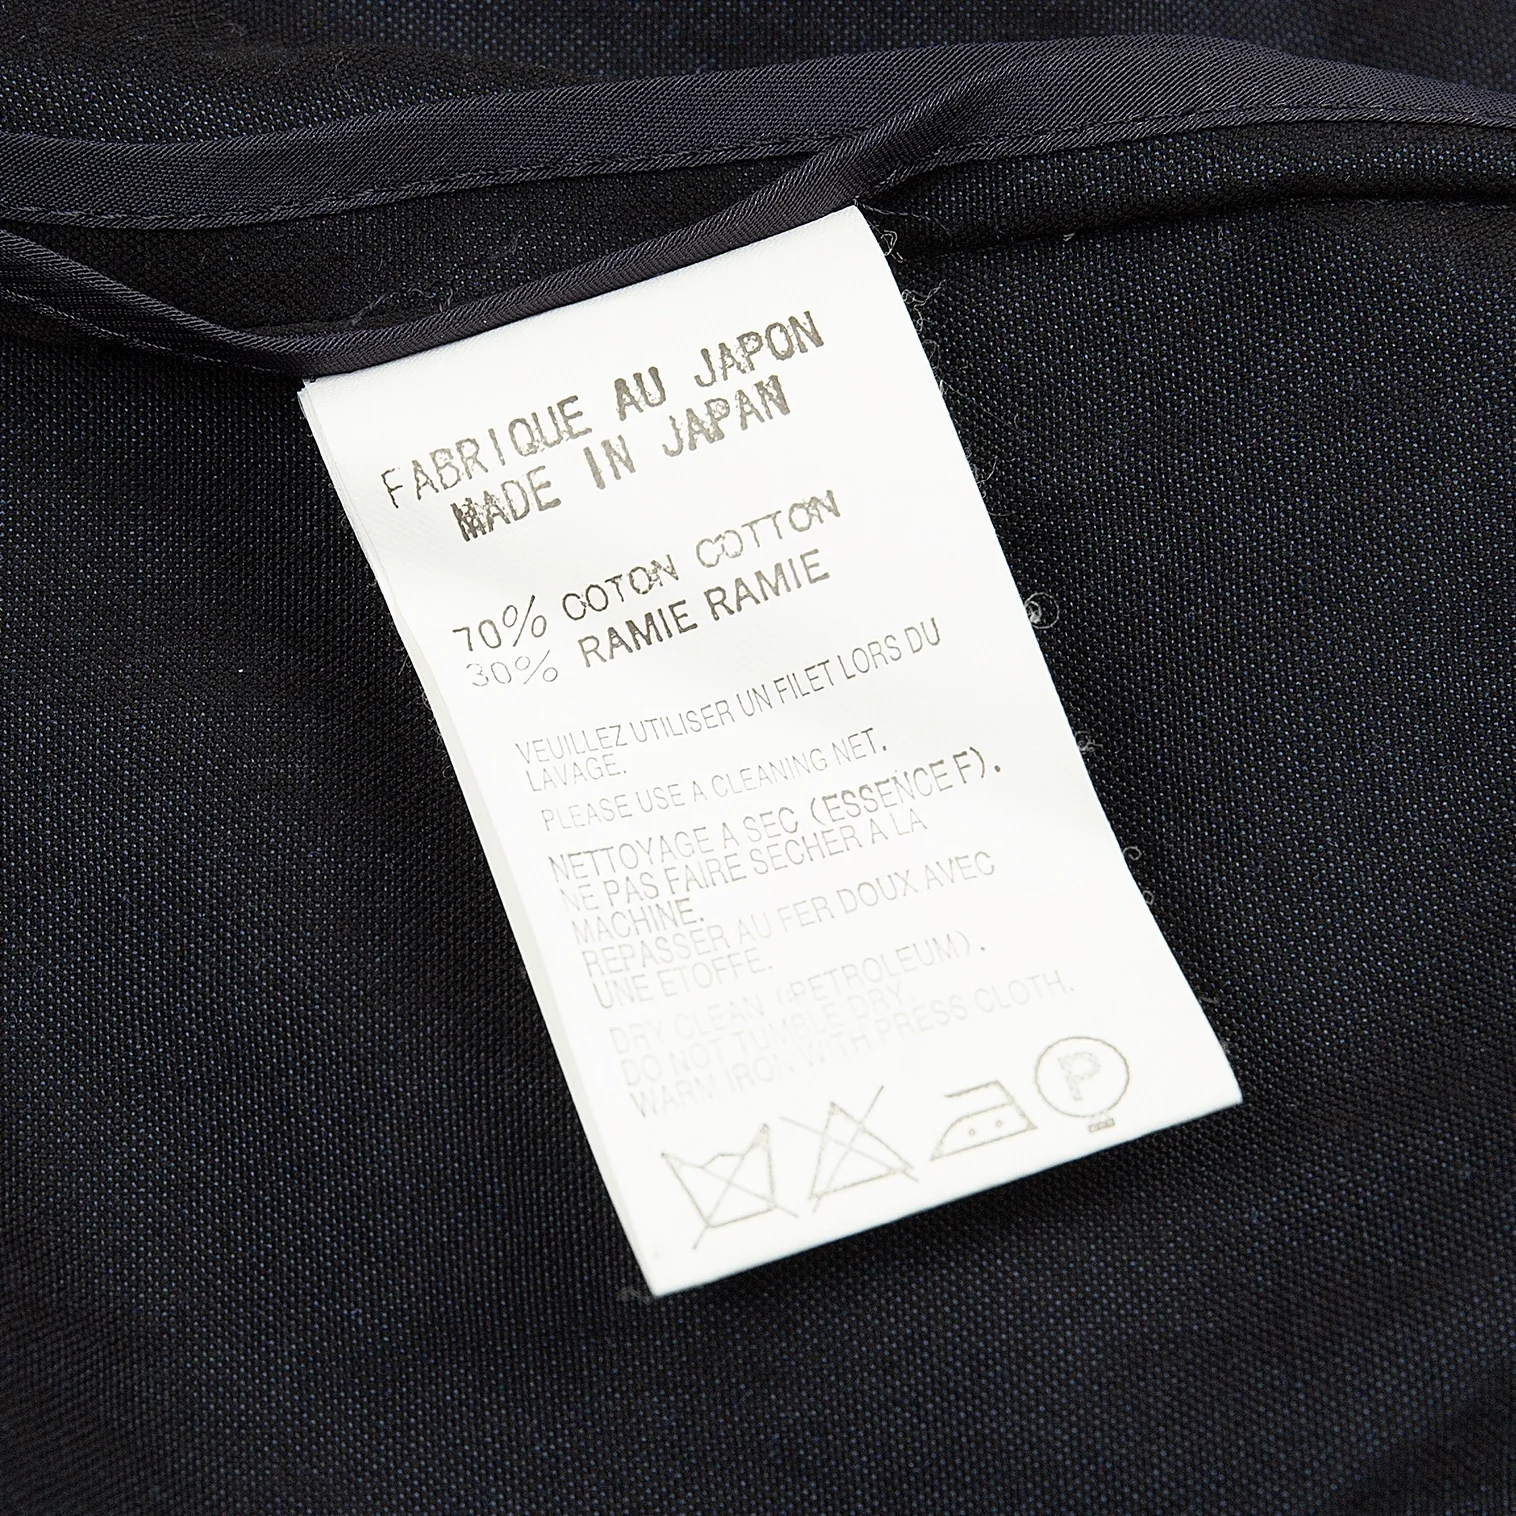 FABRIQUE AU JAPON
MADE IN JAPAN
70% COTON COTTON
30% RAMIE RAMIE
VEUILLEZ UTILISER UN FILET LORS DU
LAVAGE.
PLEASE USE A CLEANING NET.
NETTOYAGE A SEC (ESSENCE F).
NE PAS FAIRE SECHER A LA
MACHINE.
REPASSER AU FER DOUX AVEC
UNE ETOFFE.
DRY CLEAN (PETROLEUM).
DO NOT TUMBLE DRY.
WARM IRON WITH PRESS CLOTH.
P